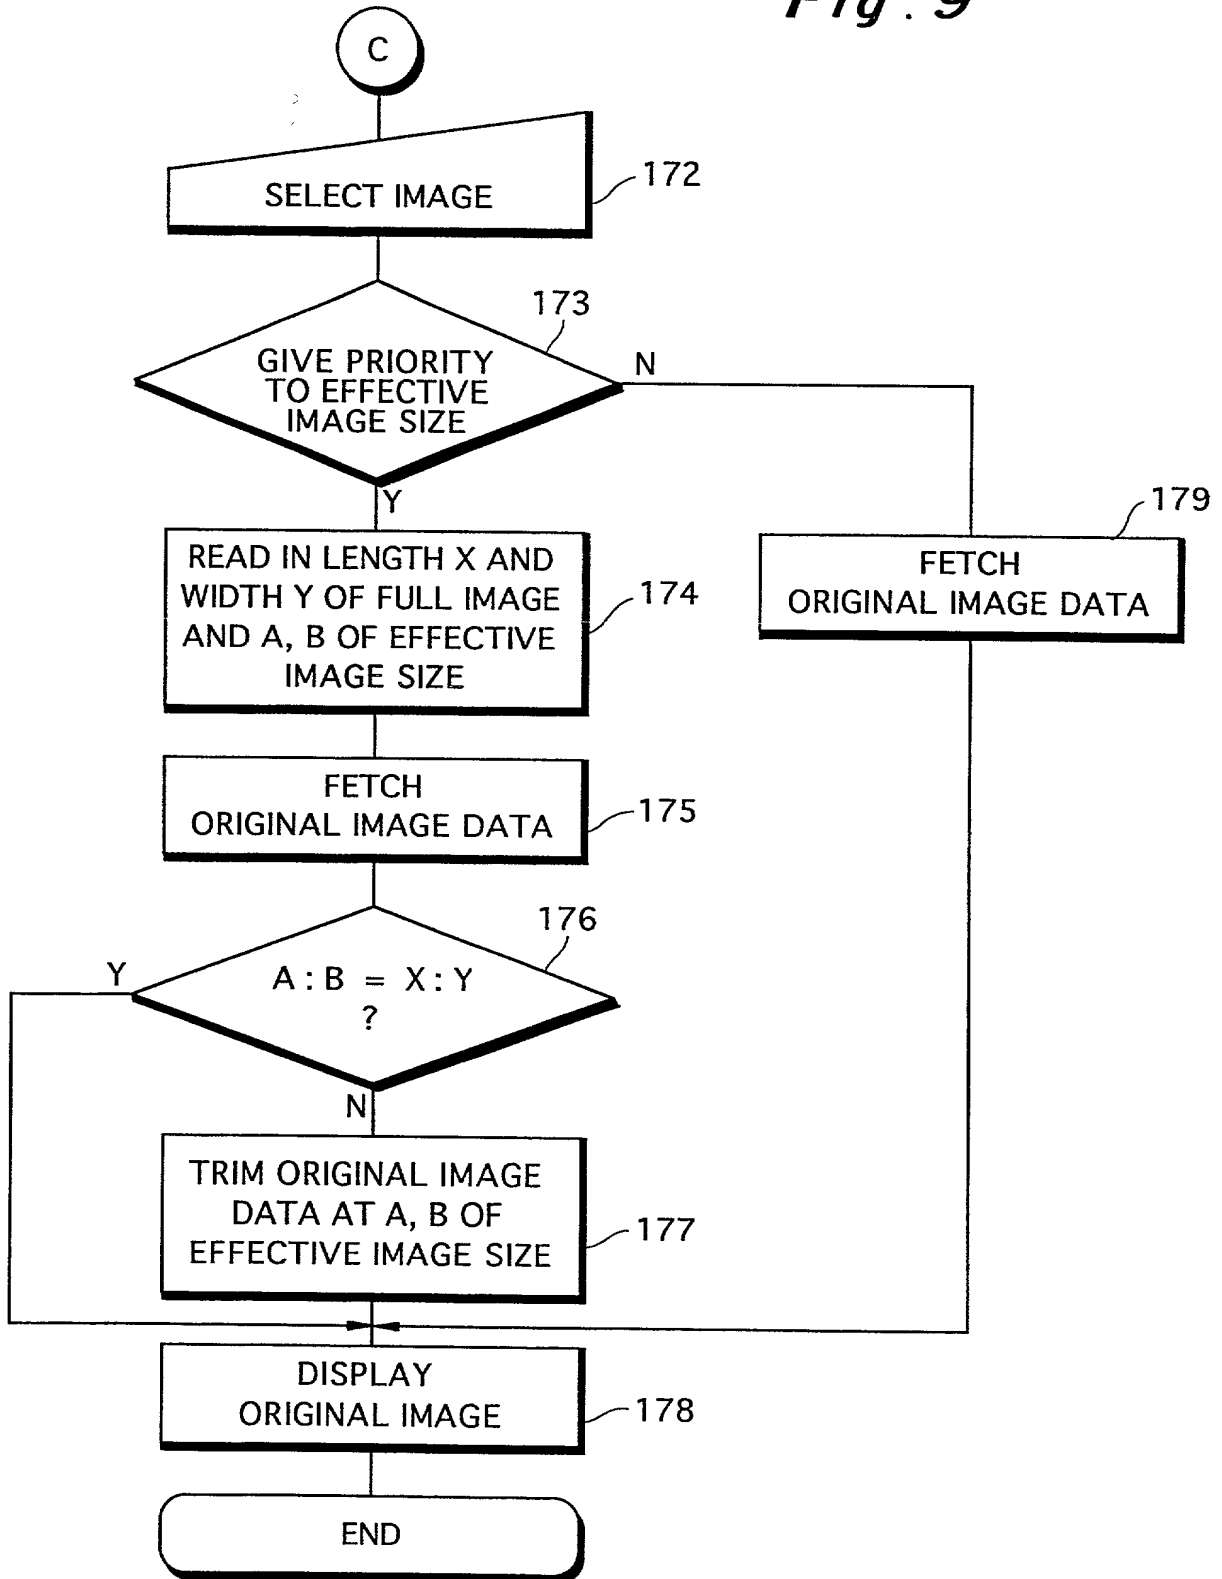 Fig. 9
C
SELECT IMAGE
172
173
GIVE PRIORITY
TO EFFECTIVE
IMAGE SIZE
N
Y
READ IN LENGTH X AND
WIDTH Y OF FULL IMAGE
AND A, B OF EFFECTIVE
IMAGE SIZE
174
179
FETCH
ORIGINAL IMAGE DATA
FETCH
ORIGINAL IMAGE DATA
175
176
Y
A : B = X : Y
?
N
TRIM ORIGINAL IMAGE
DATA AT A, B OF
EFFECTIVE IMAGE SIZE
177
DISPLAY
ORIGINAL IMAGE
178
END